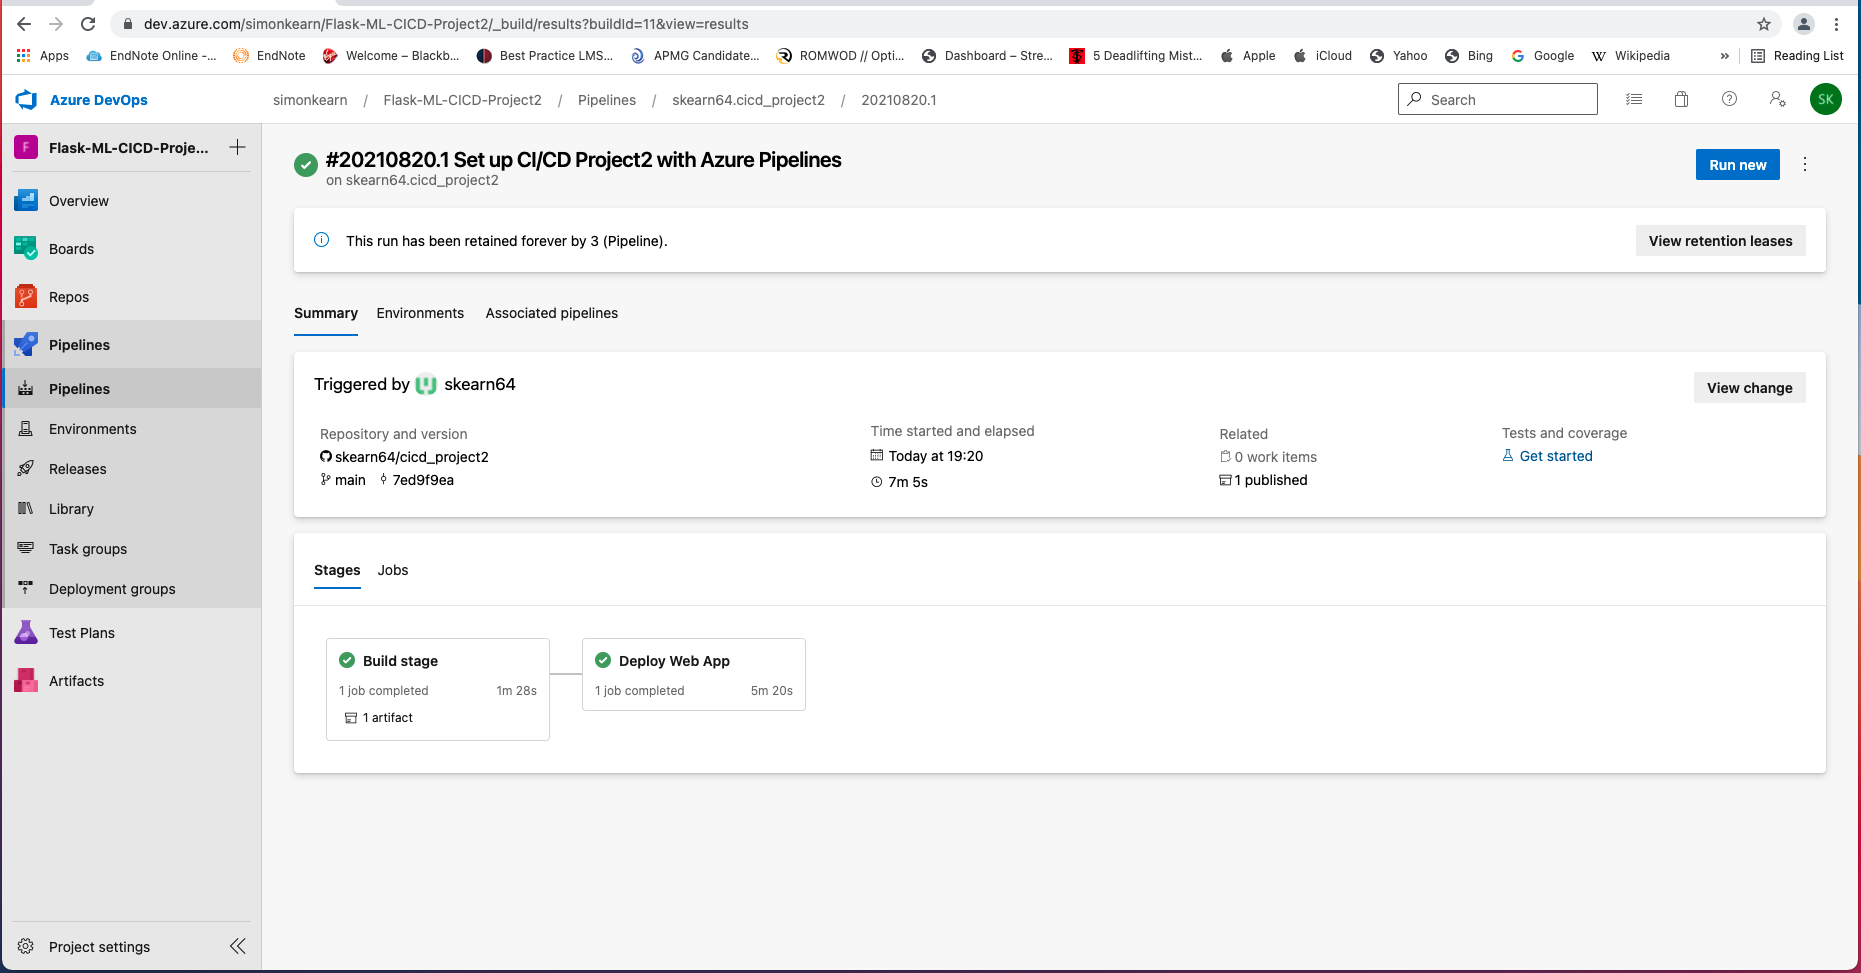 dev.azure.com/simonkearn/Flask-ML-CICD-Project2/_build/results?buildId=11&view=results
Apps EndNote Online -... EndNote Welcome – Blackb... Best Practice LMS... APMG Candidate... ROMWOD // Opti... Dashboard – Stre... 5 Deadlifting Mist... Apple iCloud Yahoo Bing Google Wikipedia » Reading List
Azure DevOps simonkearn / Flask-ML-CICD-Project2 / Pipelines / skearn64.cicd_project2 / 20210820.1 Search SK
F Flask-ML-CICD-Proje...
Overview
Boards
Repos
Pipelines
Pipelines
Environments
Releases
Library
Task groups
Deployment groups
Test Plans
Artifacts
Project settings
#20210820.1 Set up CI/CD Project2 with Azure Pipelines
on skearn64.cicd_project2
Run new
This run has been retained forever by 3 (Pipeline).
View retention leases
Summary Environments Associated pipelines
Triggered by skearn64
View change
Repository and version
skearn64/cicd_project2
main 7ed9f9ea
Time started and elapsed
Today at 19:20
7m 5s
Related
0 work items
1 published
Tests and coverage
Get started
Stages Jobs
Build stage
1 job completed 1m 28s
1 artifact
Deploy Web App
1 job completed 5m 20s